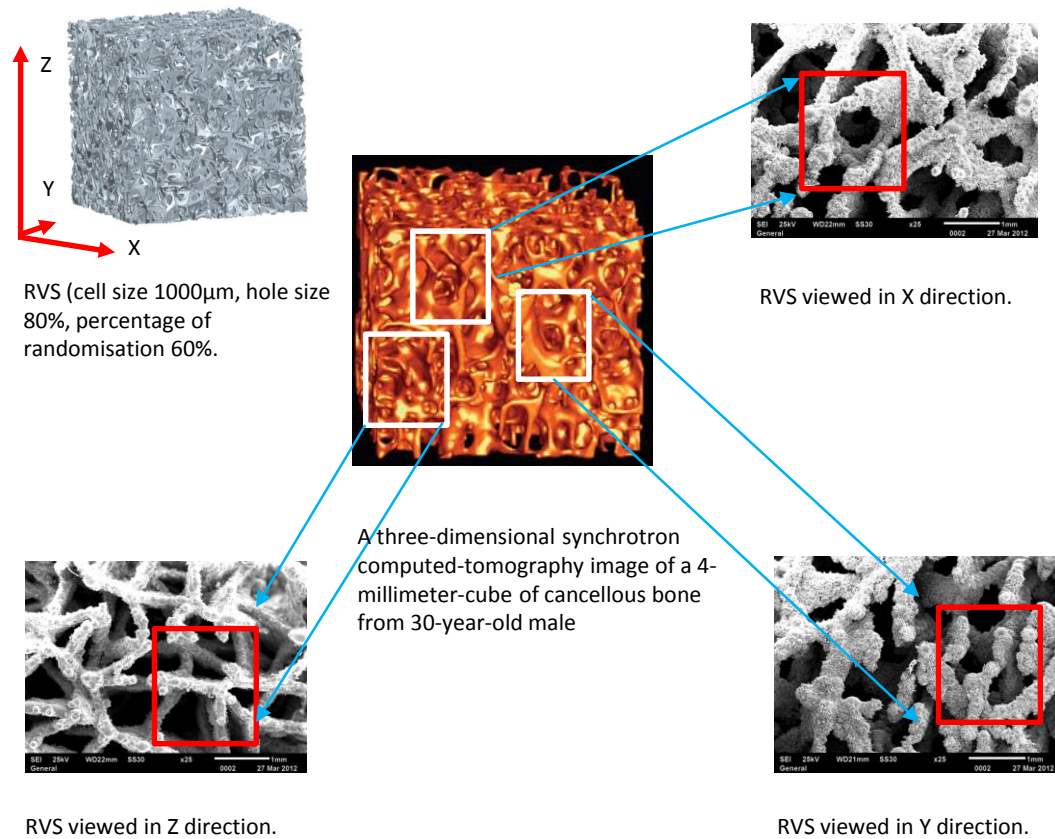 Z
Y
X
RVS (cell size 1000µm, hole size
80%, percentage of
randomisation 60%.
SEI 25kV WD22mm SS30 x25 1mm
General 0002 27 Mar 2012
RVS viewed in X direction.
A three-dimensional synchrotron
computed-tomography image of a 4-
millimeter-cube of cancellous bone
from 30-year-old male
SEI 25kV WD22mm SS30 x25 1mm
General 0002 27 Mar 2012
RVS viewed in Z direction.
SEI 25kV WD21mm SS30 x25 1mm
General 0002 27 Mar 2012
RVS viewed in Y direction.